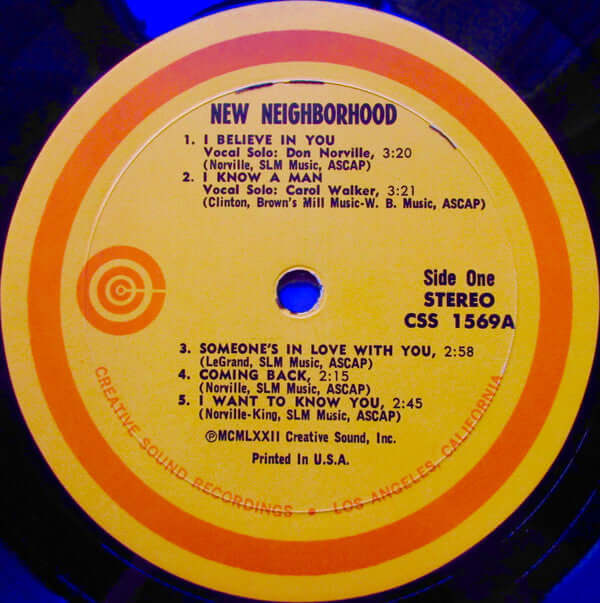 NEW NEIGHBORHOOD
1. I BELIEVE IN YOU
Vocal Solo: Don Norville, 3:20
(Norville, SLM Music, ASCAP)
2. I KNOW A MAN
Vocal Solo: Carol Walker, 3:21
(Clinton, Brown's Mill Music-W. B. Music, ASCAP)
Side One
STEREO
CSS 1569A
3. SOMEONE'S IN LOVE WITH YOU, 2:58
(LeGrand, SLM Music, ASCAP)
4. COMING BACK, 2:15
(Norville, SLM Music, ASCAP)
5. I WANT TO KNOW YOU, 2:45
(Norville-King, SLM Music, ASCAP)
℗MCMLXXII Creative Sound, Inc.
Printed In U.S.A.
CREATIVE SOUND RECORDINGS • LOS ANGELES, CALIFORNIA